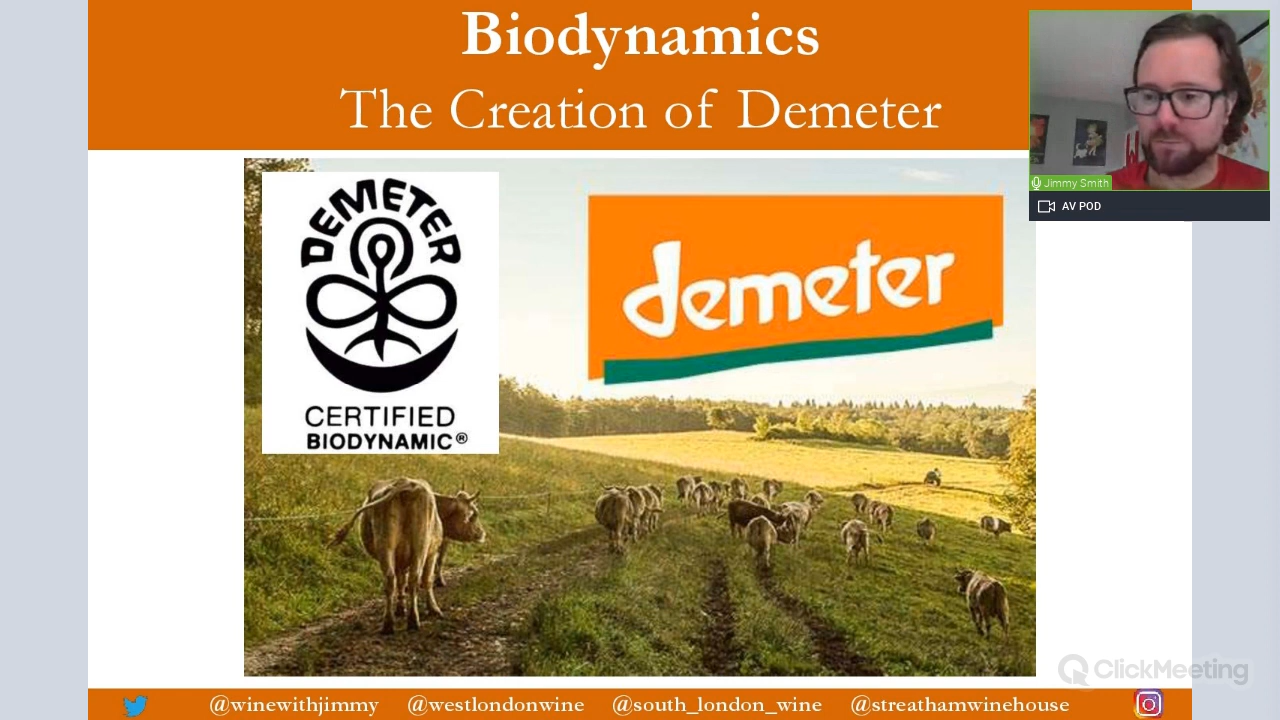 Biodynamics
The Creation of Demeter
Jimmy Smith
AV POD
DEMETER
CERTIFIED
BIODYNAMIC®
demeter
ClickMeeting
@winewithjimmy @westlondonwine @south_london_wine @streathamwinehouse